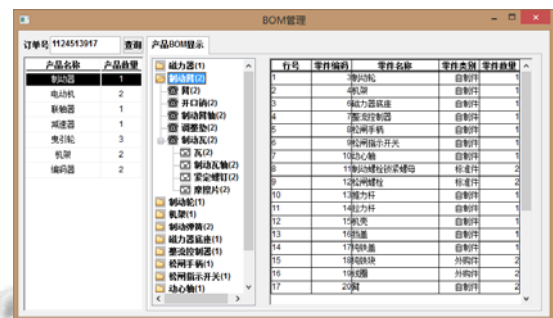 BOM管理
订单号 1124513917 查询
产品名称 产品数量
制动器 1
电动机 2
联轴器 1
减速器 1
曳引轮 3
机架 2
编码器 2
产品BOM显示
磁力器(1)
制动臂(2)
臂(2)
开口销(2)
制动臂轴(2)
调整垫(2)
制动瓦(2)
瓦(2)
制动瓦轴(2)
紧定螺钉(2)
摩擦片(2)
制动轮(1)
机架(1)
制动弹簧(2)
磁力器底座(1)
整流控制器(1)
松闸手柄(1)
松闸指示开关(1)
动心轴(1)
行号 零件编码 零件名称 零件类别 零件数量
1 3 制动轮 自制件 1
2 4 机架 自制件 1
3 6 磁力器底座 自制件 1
4 7 整流控制器 自制件 1
5 8 松闸手柄 自制件 1
6 9 松闸指示开关 自制件 1
7 10 动心轴 自制件 1
8 11 制动螺栓锁紧螺母 标准件 2
9 12 松闸螺栓 标准件 2
10 13 推力杆 自制件 1
11 14 拉力杆 自制件 1
12 15 机壳 自制件 1
13 16 挡盖 自制件 1
14 17 纯铁盖 自制件 1
15 18 纯铁块 外购件 2
16 19 线圈 外购件 2
17 20 臂 自制件 2